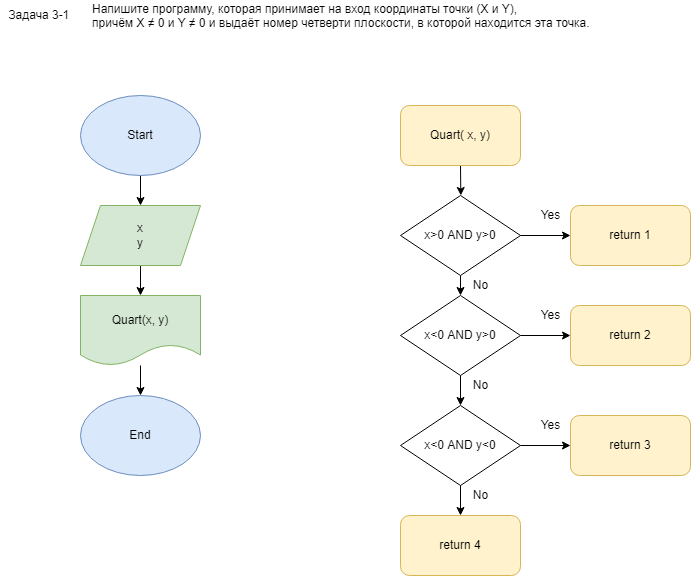 Задача 3-1
Напишите программу, которая принимает на вход координаты точки (X и Y),
причём X ≠ 0 и Y ≠ 0 и выдаёт номер четверти плоскости, в которой находится эта точка.
Start
x
y
Quart(x, y)
End
Quart( x, y)
x>0 AND y>0
Yes
return 1
No
x<0 AND y>0
Yes
return 2
No
x<0 AND y<0
Yes
return 3
No
return 4